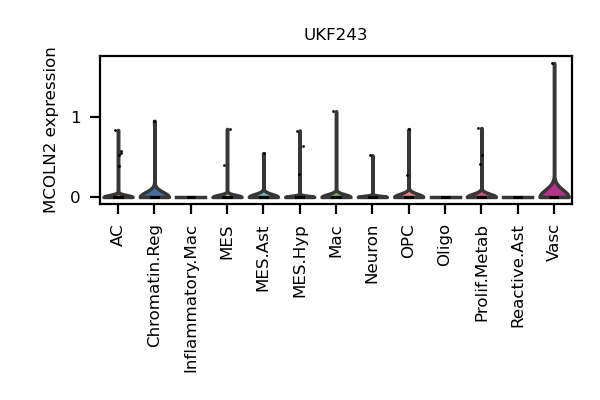 UKF243
MCOLN2 expression
1
0
AC
Chromatin.Reg
Inflammatory.Mac
MES
MES.Ast
MES.Hyp
Mac
Neuron
OPC
Oligo
Prolif.Metab
Reactive.Ast
Vasc